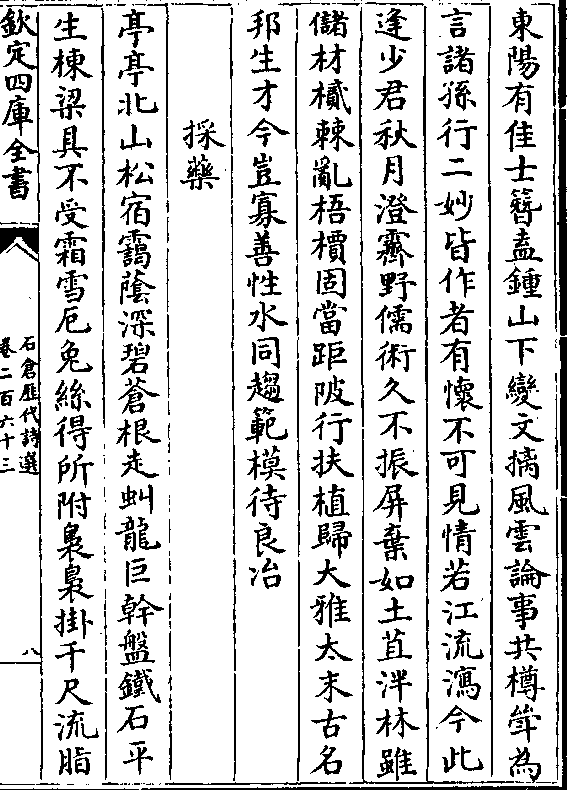 東陽有佳士簪盍鍾山下變文摛風雲論事共樽斝為
言諸孫行二妙皆作者有懷不可見情若江流瀉今此
逢少君秋月澄霽野儒術久不振屏棄如土苴泮林雖
儲材樲棘亂梧檟固當距陂行扶植歸大雅太末古名
邦生才今豈寡善性水同趨範模待良冶
採藥
亭亭北山松宿靄蔭深碧蒼根走虯龍巨幹盤鐵石平
生棟梁具不受霜雪厄兔絲得所附裊裊掛千尺流脂
欽定四庫全書
石倉歷代詩選
卷二百六十三
八